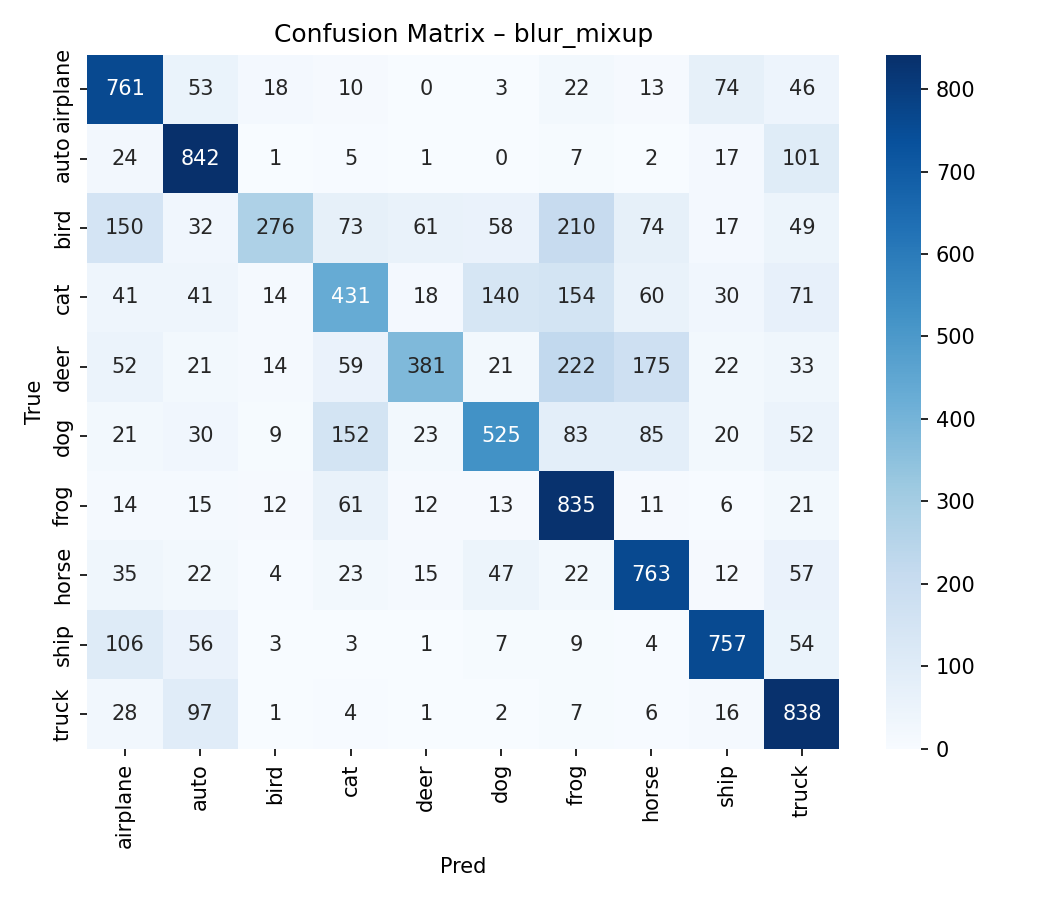 Confusion Matrix – blur_mixup
airplane 761 53 18 10 0 3 22 13 74 46
auto 24 842 1 5 1 0 7 2 17 101
bird 150 32 276 73 61 58 210 74 17 49
cat 41 41 14 431 18 140 154 60 30 71
deer 52 21 14 59 381 21 222 175 22 33
dog 21 30 9 152 23 525 83 85 20 52
frog 14 15 12 61 12 13 835 11 6 21
horse 35 22 4 23 15 47 22 763 12 57
ship 106 56 3 3 1 7 9 4 757 54
truck 28 97 1 4 1 2 7 6 16 838
True
airplane auto bird cat deer dog frog horse ship truck
Pred
800
700
600
500
400
300
200
100
0